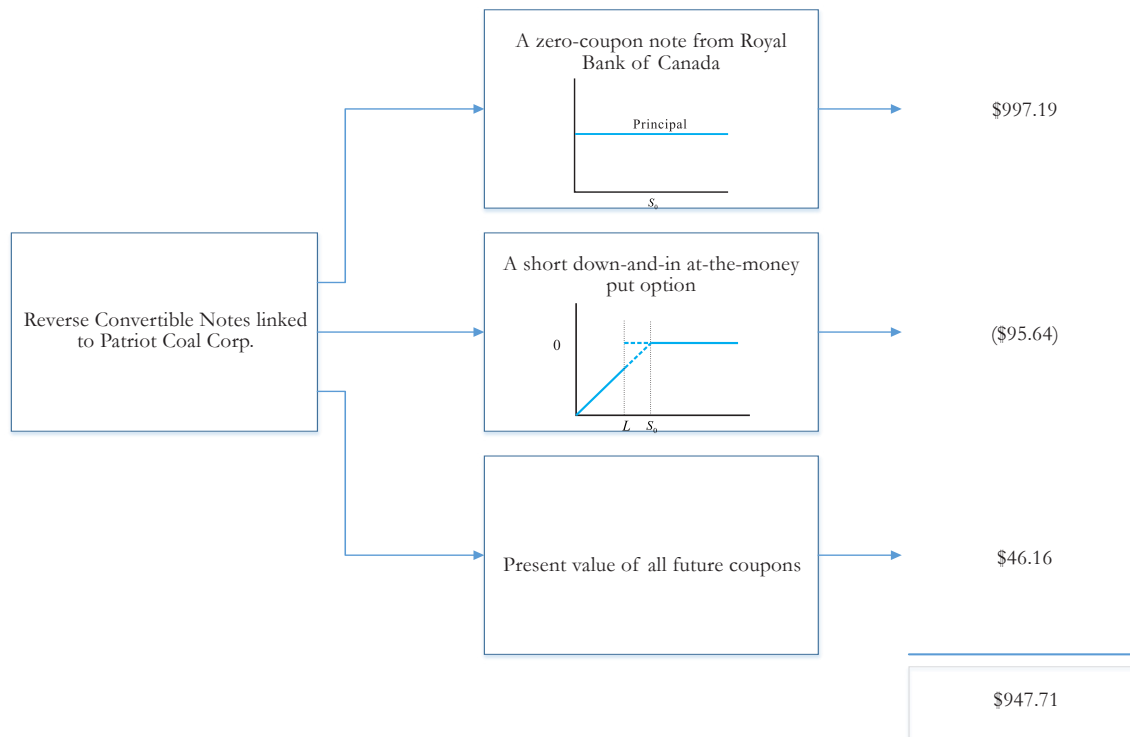 A zero-coupon note from Royal
Bank of Canada
Principal
S₀
$997.19
Reverse Convertible Notes linked
to Patriot Coal Corp.
A short down-and-in at-the-money
put option
0
L S₀
($95.64)
Present value of all future coupons
$46.16
$947.71